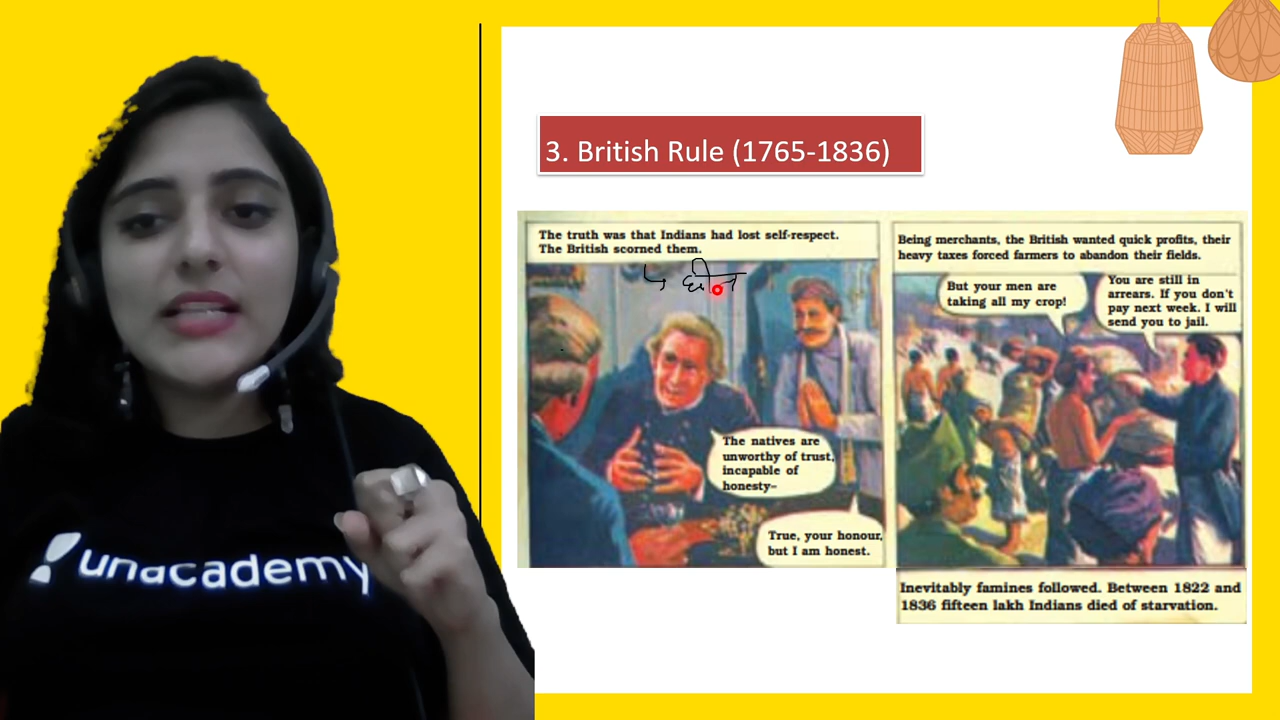 unacademy
3. British Rule (1765-1836)
The truth was that Indians had lost self-respect.
The British scorned them.
The natives are
unworthy of trust,
incapable of
honesty–
True, your honour,
but I am honest.
Being merchants, the British wanted quick profits, their
heavy taxes forced farmers to abandon their fields.
But your men are
taking all my crop!
You are still in
arrears. If you don't
pay next week. I will
send you to jail.
Inevitably famines followed. Between 1822 and
1836 fifteen lakh Indians died of starvation.